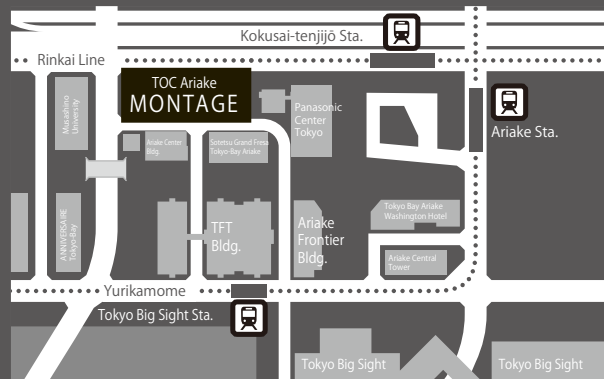 Kokusai-tenjijō Sta.
Rinkai Line
TOC Ariake
MONTAGE
Musashino
University
Panasonic
Center
Tokyo
Ariake Sta.
Ariake Center
Bldg.
Sotetsu Grand Fresa
Tokyo-Bay Ariake
ANNIVERSAIRE
Tokyo-Bay
TFT
Bldg.
Ariake
Frontier
Bldg.
Tokyo Bay Ariake
Washington Hotel
Ariake Central
Tower
Yurikamome
Tokyo Big Sight Sta.
Tokyo Big Sight
Tokyo Big Sight